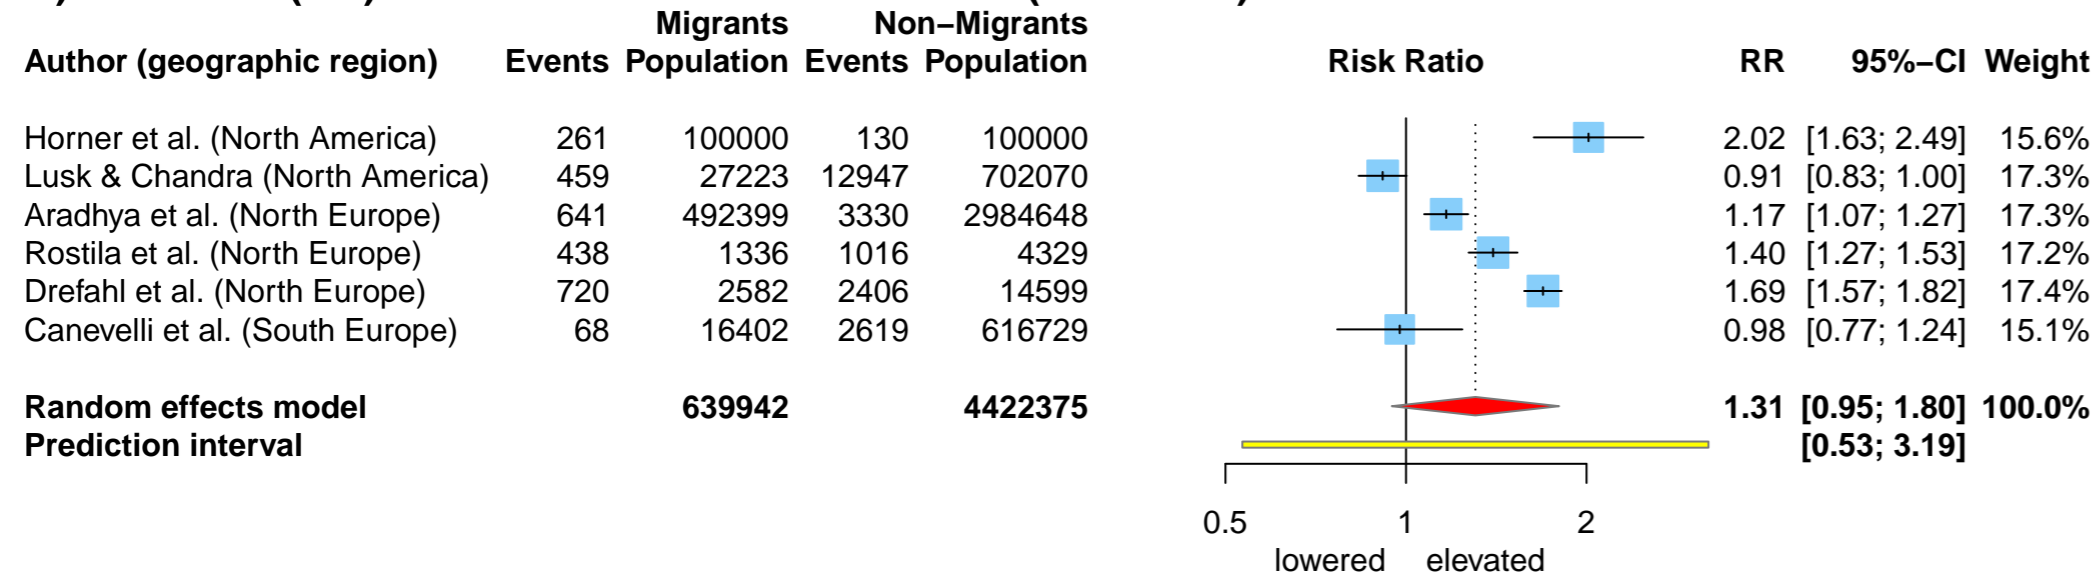 Migrants Non−Migrants
Author (geographic region) Events Population Events Population Risk Ratio RR 95%−CI Weight
Horner et al. (North America) 261 100000 130 100000 2.02 [1.63; 2.49] 15.6%
Lusk & Chandra (North America) 459 27223 12947 702070 0.91 [0.83; 1.00] 17.3%
Aradhya et al. (North Europe) 641 492399 3330 2984648 1.17 [1.07; 1.27] 17.3%
Rostila et al. (North Europe) 438 1336 1016 4329 1.40 [1.27; 1.53] 17.2%
Drefahl et al. (North Europe) 720 2582 2406 14599 1.69 [1.57; 1.82] 17.4%
Canevelli et al. (South Europe) 68 16402 2619 616729 0.98 [0.77; 1.24] 15.1%
Random effects model 639942 4422375 1.31 [0.95; 1.80] 100.0%
Prediction interval [0.53; 3.19]
0.5 1 2
lowered elevated